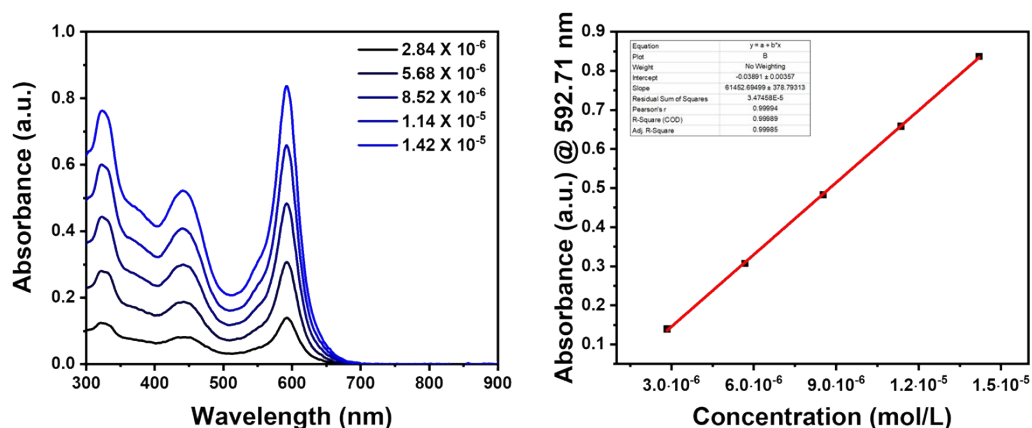 1.0
0.8
0.6
0.4
0.2
0.0
300 400 500 600 700 800 900
Absorbance (a.u.)
Wavelength (nm)
2.84 X 10⁻⁶
5.68 X 10⁻⁶
8.52 X 10⁻⁶
1.14 X 10⁻⁵
1.42 X 10⁻⁵
0.9
0.8
0.7
0.6
0.5
0.4
0.3
0.2
0.1
3.0·10⁻⁶ 6.0·10⁻⁶ 9.0·10⁻⁶ 1.2·10⁻⁵ 1.5·10⁻⁵
Absorbance (a.u.) @ 592.71 nm
Concentration (mol/L)
Equation y = a + b*x
Plot B
Weight No Weighting
Intercept -0.03891 ± 0.00357
Slope 61452.69499 ± 378.79313
Residual Sum of Squares 3.47458E-5
Pearson's r 0.99994
R-Square (COD) 0.99989
Adj. R-Square 0.99985